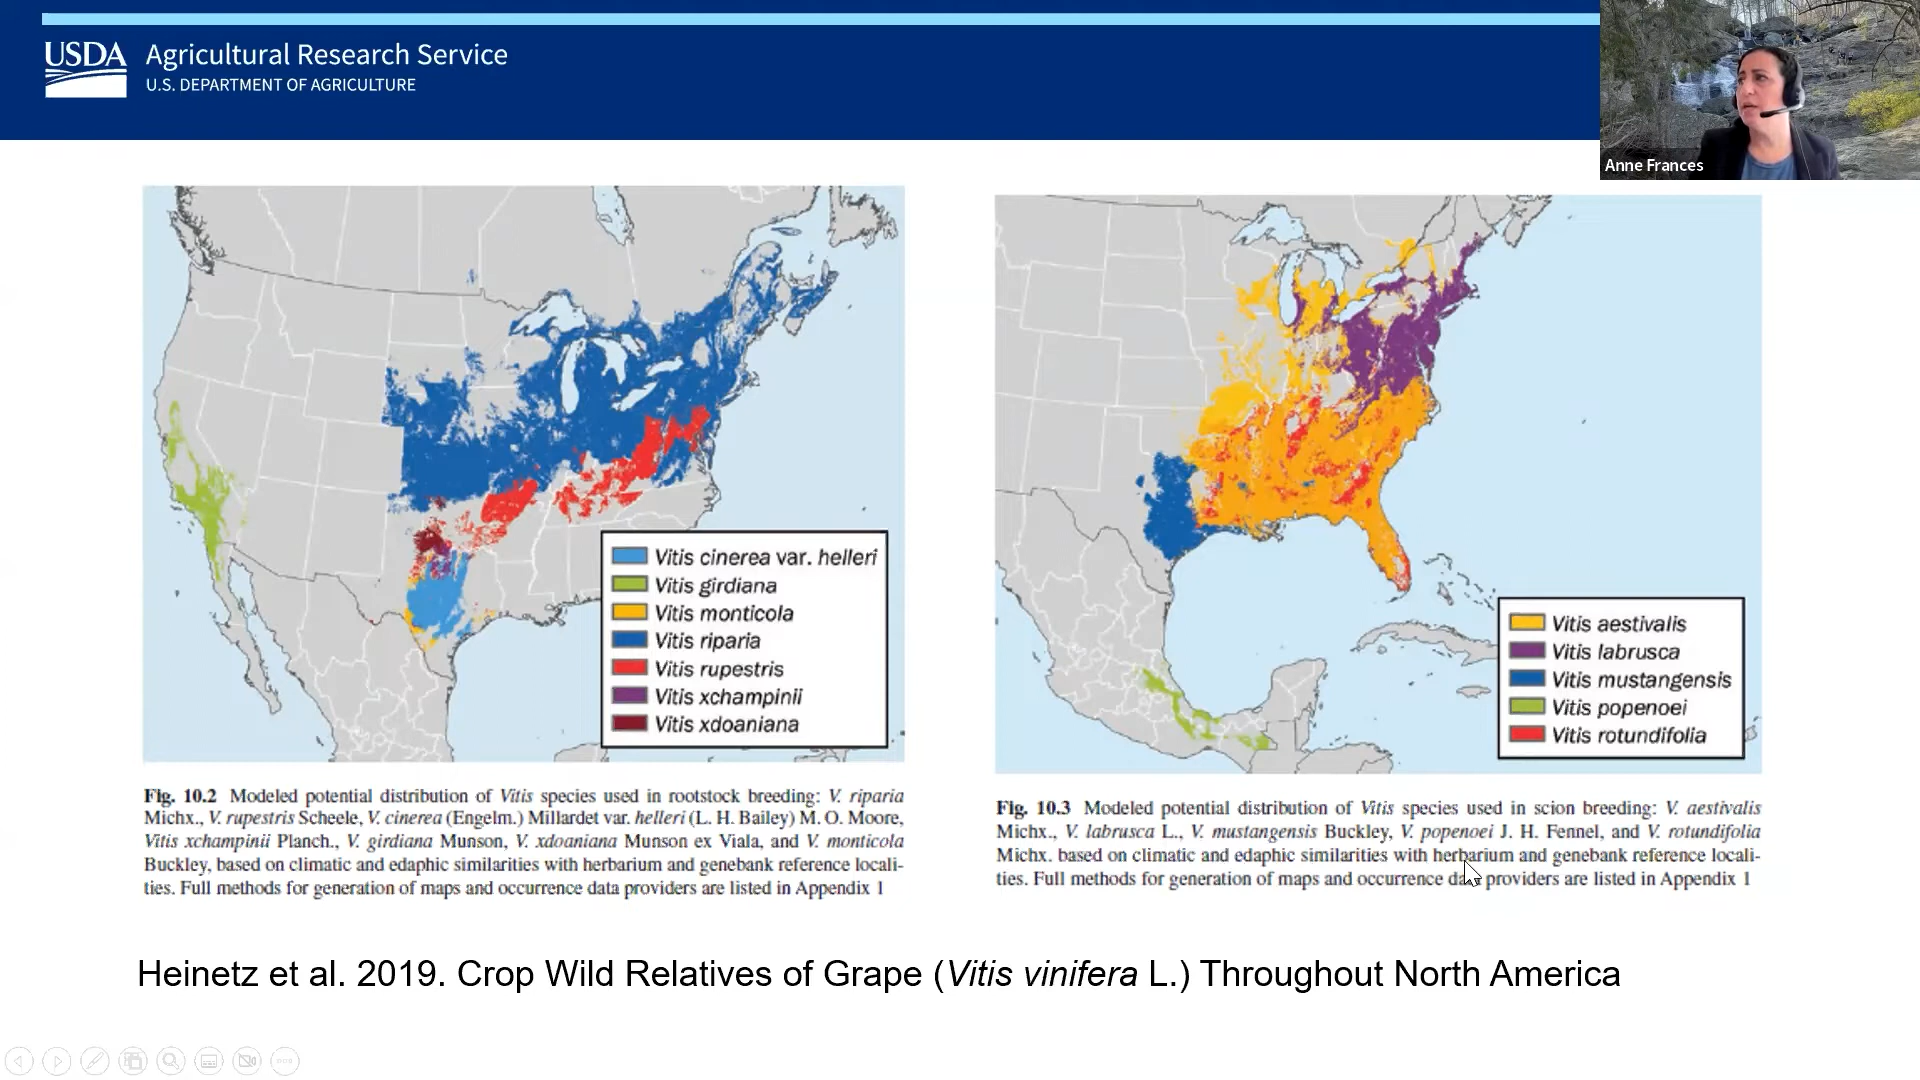 USDA
Agricultural Research Service
U.S. DEPARTMENT OF AGRICULTURE
Anne Frances
Vitis cinerea var. helleri
Vitis girdiana
Vitis monticola
Vitis riparia
Vitis rupestris
Vitis xchampinii
Vitis xdoaniana
Fig. 10.2 Modeled potential distribution of Vitis species used in rootstock breeding: V. riparia
Michx., V. rupestris Scheele, V. cinerea (Engelm.) Millardet var. helleri (L. H. Bailey) M. O. Moore,
Vitis xchampinii Planch., V. girdiana Munson, V. xdoaniana Munson ex Viala, and V. monticola
Buckley, based on climatic and edaphic similarities with herbarium and genebank reference locali-
ties. Full methods for generation of maps and occurrence data providers are listed in Appendix 1
Vitis aestivalis
Vitis labrusca
Vitis mustangensis
Vitis popenoei
Vitis rotundifolia
Fig. 10.3 Modeled potential distribution of Vitis species used in scion breeding: V. aestivalis
Michx., V. labrusca L., V. mustangensis Buckley, V. popenoei J. H. Fennel, and V. rotundifolia
Michx. based on climatic and edaphic similarities with herbarium and genebank reference locali-
ties. Full methods for generation of maps and occurrence data providers are listed in Appendix 1
Heinetz et al. 2019. Crop Wild Relatives of Grape (Vitis vinifera L.) Throughout North America